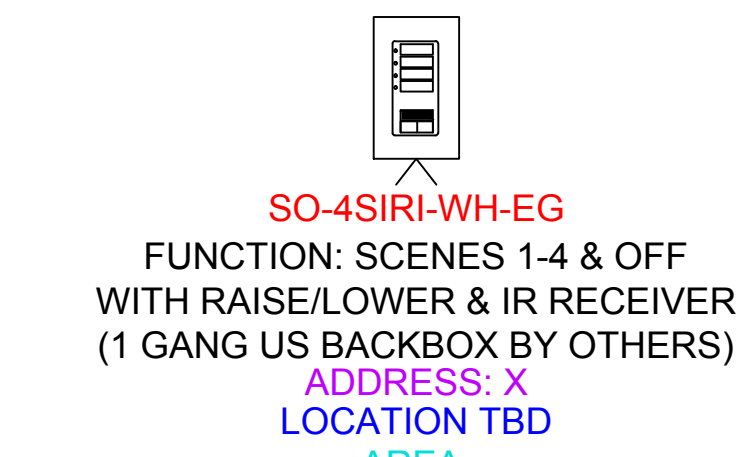 SO-4SIRI-WH-EG
FUNCTION: SCENES 1-4 & OFF
WITH RAISE/LOWER & IR RECEIVER
(1 GANG US BACKBOX BY OTHERS)
ADDRESS: X
LOCATION TBD
AREA